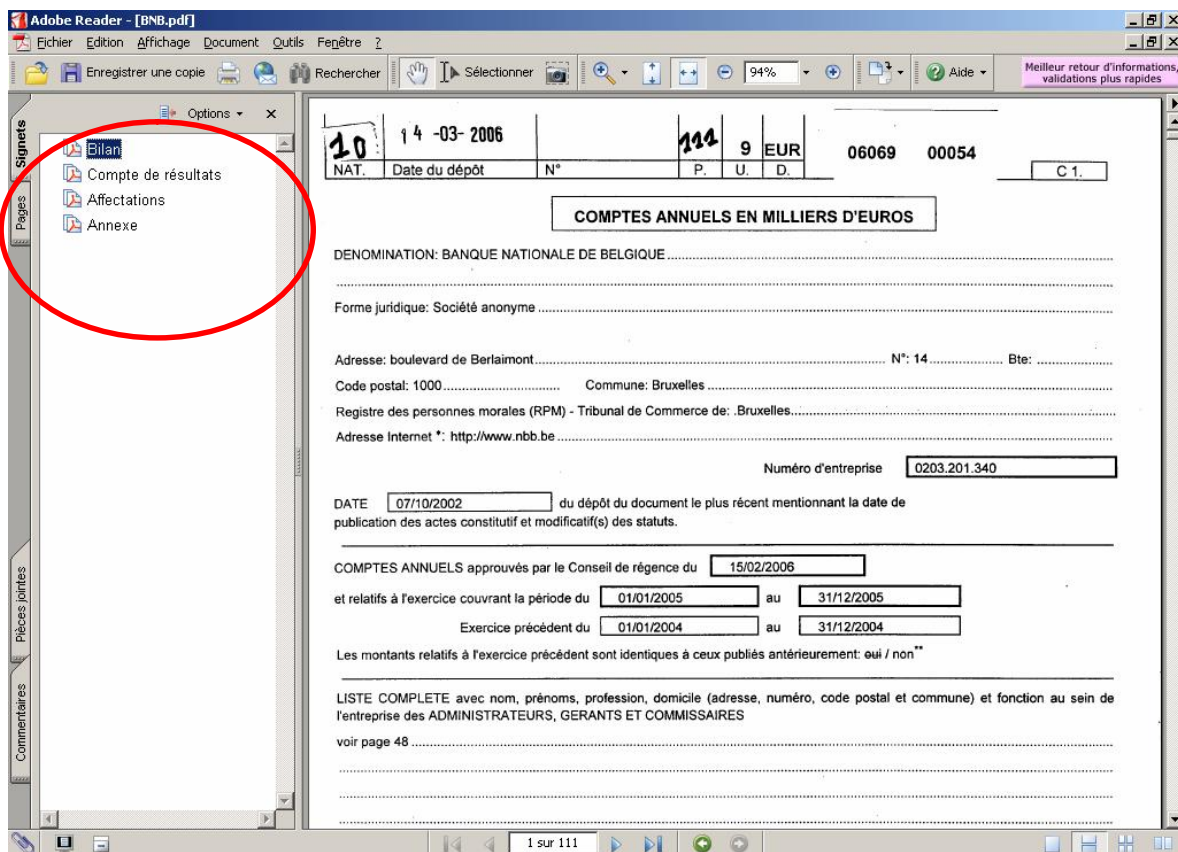 Adobe Reader - [BNB.pdf]
Fichier Edition Affichage Document Outils Fenêtre ?
Enregistrer une copie Rechercher Sélectionner 94% Aide Meilleur retour d'informations, validations plus rapides
Options x
Signets
Pages
Pièces jointes
Commentaires
Bilan
Compte de résultats
Affectations
Annexe
10 14 -03- 2006 111 9 EUR 06069 00054
NAT. Date du dépôt N° P. U. D. C 1.
COMPTES ANNUELS EN MILLIERS D'EUROS
DENOMINATION: BANQUE NATIONALE DE BELGIQUE
Forme juridique: Société anonyme
Adresse: boulevard de Berlaimont N°: 14 Bte:
Code postal: 1000 Commune: Bruxelles
Registre des personnes morales (RPM) - Tribunal de Commerce de: .Bruxelles
Adresse Internet *: http://www.nbb.be
Numéro d'entreprise 0203.201.340
DATE 07/10/2002 du dépôt du document le plus récent mentionnant la date de
publication des actes constitutif et modificatif(s) des statuts.
COMPTES ANNUELS approuvés par le Conseil de régence du 15/02/2006
et relatifs à l'exercice couvrant la période du 01/01/2005 au 31/12/2005
Exercice précédent du 01/01/2004 au 31/12/2004
Les montants relatifs à l'exercice précédent sont identiques à ceux publiés antérieurement: oui / non**
LISTE COMPLETE avec nom, prénoms, profession, domicile (adresse, numéro, code postal et commune) et fonction au sein de
l'entreprise des ADMINISTRATEURS, GERANTS ET COMMISSAIRES
voir page 48
1 sur 111